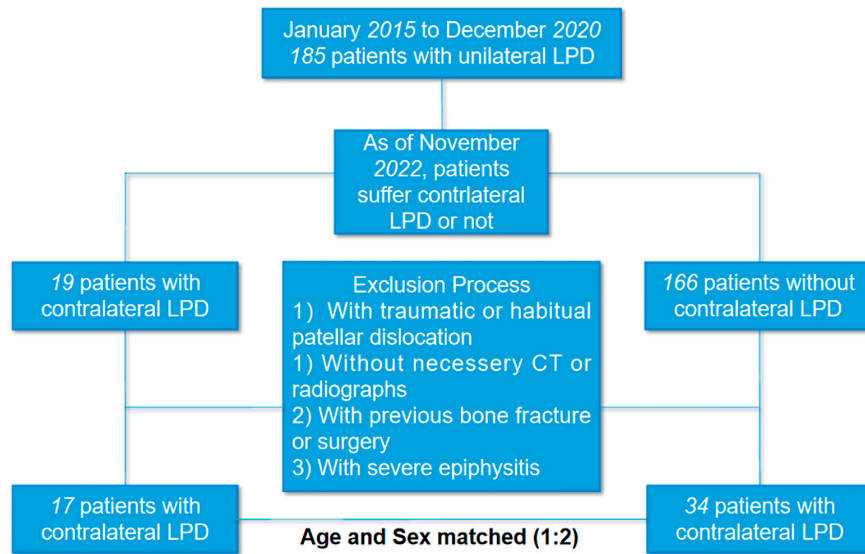 January 2015 to December 2020
185 patients with unilateral LPD
As of November
2022, patients
suffer contrlateral
LPD or not
19 patients with
contralateral LPD
Exclusion Process
1) With traumatic or habitual
patellar dislocation
1) Without necessery CT or
radiographs
2) With previous bone fracture
or surgery
3) With severe epiphysitis
166 patients without
contralateral LPD
17 patients with
contralateral LPD
Age and Sex matched (1:2)
34 patients with
contralateral LPD